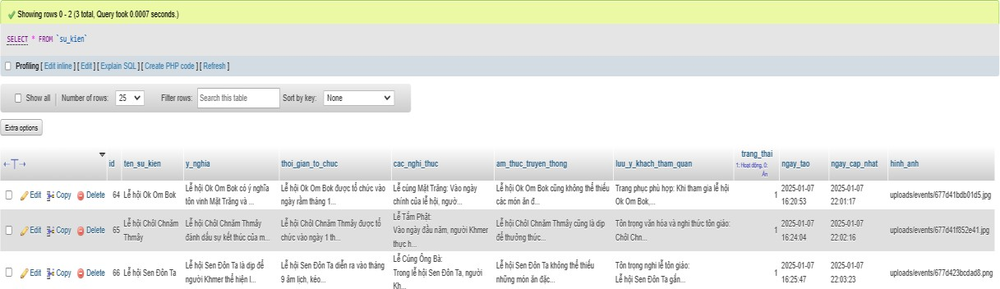 Showing rows 0 - 2 (3 total, Query took 0.0007 seconds.)
SELECT * FROM `su_kien`
Profiling [ Edit inline ] [ Edit ] [ Explain SQL ] [ Create PHP code ] [ Refresh ]
Show all | Number of rows: 25 Filter rows: Search this table Sort by key: None
Extra options
←T→ id ten_su_kien y_nghia thoi_gian_to_chuc cac_nghi_thuc am_thuc_truyen_thong luu_y_khach_tham_quan trang_thai ngay_tao ngay_cap_nhat hinh_anh
1: Hoạt động, 0:
Ẩn
Edit Copy Delete 64 Lễ hội Ok Om Bok Lễ hội Ok Om Bok có ý nghĩa Lễ hội Ok Om Bok được tổ chức vào Lễ cúng Mặt Trăng: Vào ngày Lễ hội Ok Om Bok cũng không thể thiếu Trang phục phù hợp: Khi tham gia lễ hội 1 2025-01-07 2025-01-07 uploads/events/677d41bdb01d5.jpg
tôn vinh Mặt Trăng và ... ngày rằm tháng 1... chính của lễ hội, ngườ... các món ăn đ... Ok Om Bok,... 16:20:53 22:01:17
Edit Copy Delete 65 Lễ hội Chôl Chnăm Lễ hội Chôl Chnăm Thmây Lễ hội Chôl Chnăm Thmây được tổ Lễ Tắm Phật: Lễ hội Chôl Chnăm Thmây cũng là dịp Tôn trọng văn hóa và nghi thức tôn giáo: 1 2025-01-07 2025-01-07 uploads/events/677d41f852e41.jpg
Thmây đánh dấu sự kết thúc của m... chức vào ngày 1 th... Vào ngày đầu năm, người Khmer để thưởng thức... Chôl Chn... 16:24:04 22:02:16
thực h...
Edit Copy Delete 66 Lễ hội Sen Đôn Ta Lễ hội Sen Đôn Ta là dịp để Lễ hội Sen Đôn Ta diễn ra vào tháng Lễ Cúng Ông Bà: Lễ hội Sen Đôn Ta không thể thiếu Tôn trọng nghi lễ tôn giáo: 1 2025-01-07 2025-01-07 uploads/events/677d423bcdad8.png
người Khmer thể hiện l... 9 âm lịch, kéo... Trong lễ hội Sen Đôn Ta, người những món ăn đặc... Lễ hội Sen Đôn Ta gắn... 16:25:47 22:03:23
Kh...